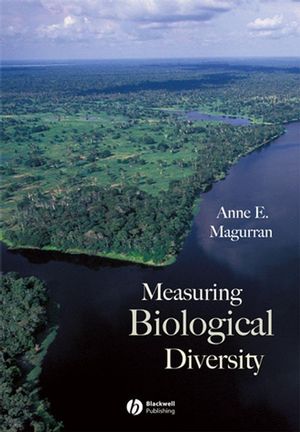 Anne E.
Magurran
Measuring
Biological
Diversity
Blackwell
Publishing